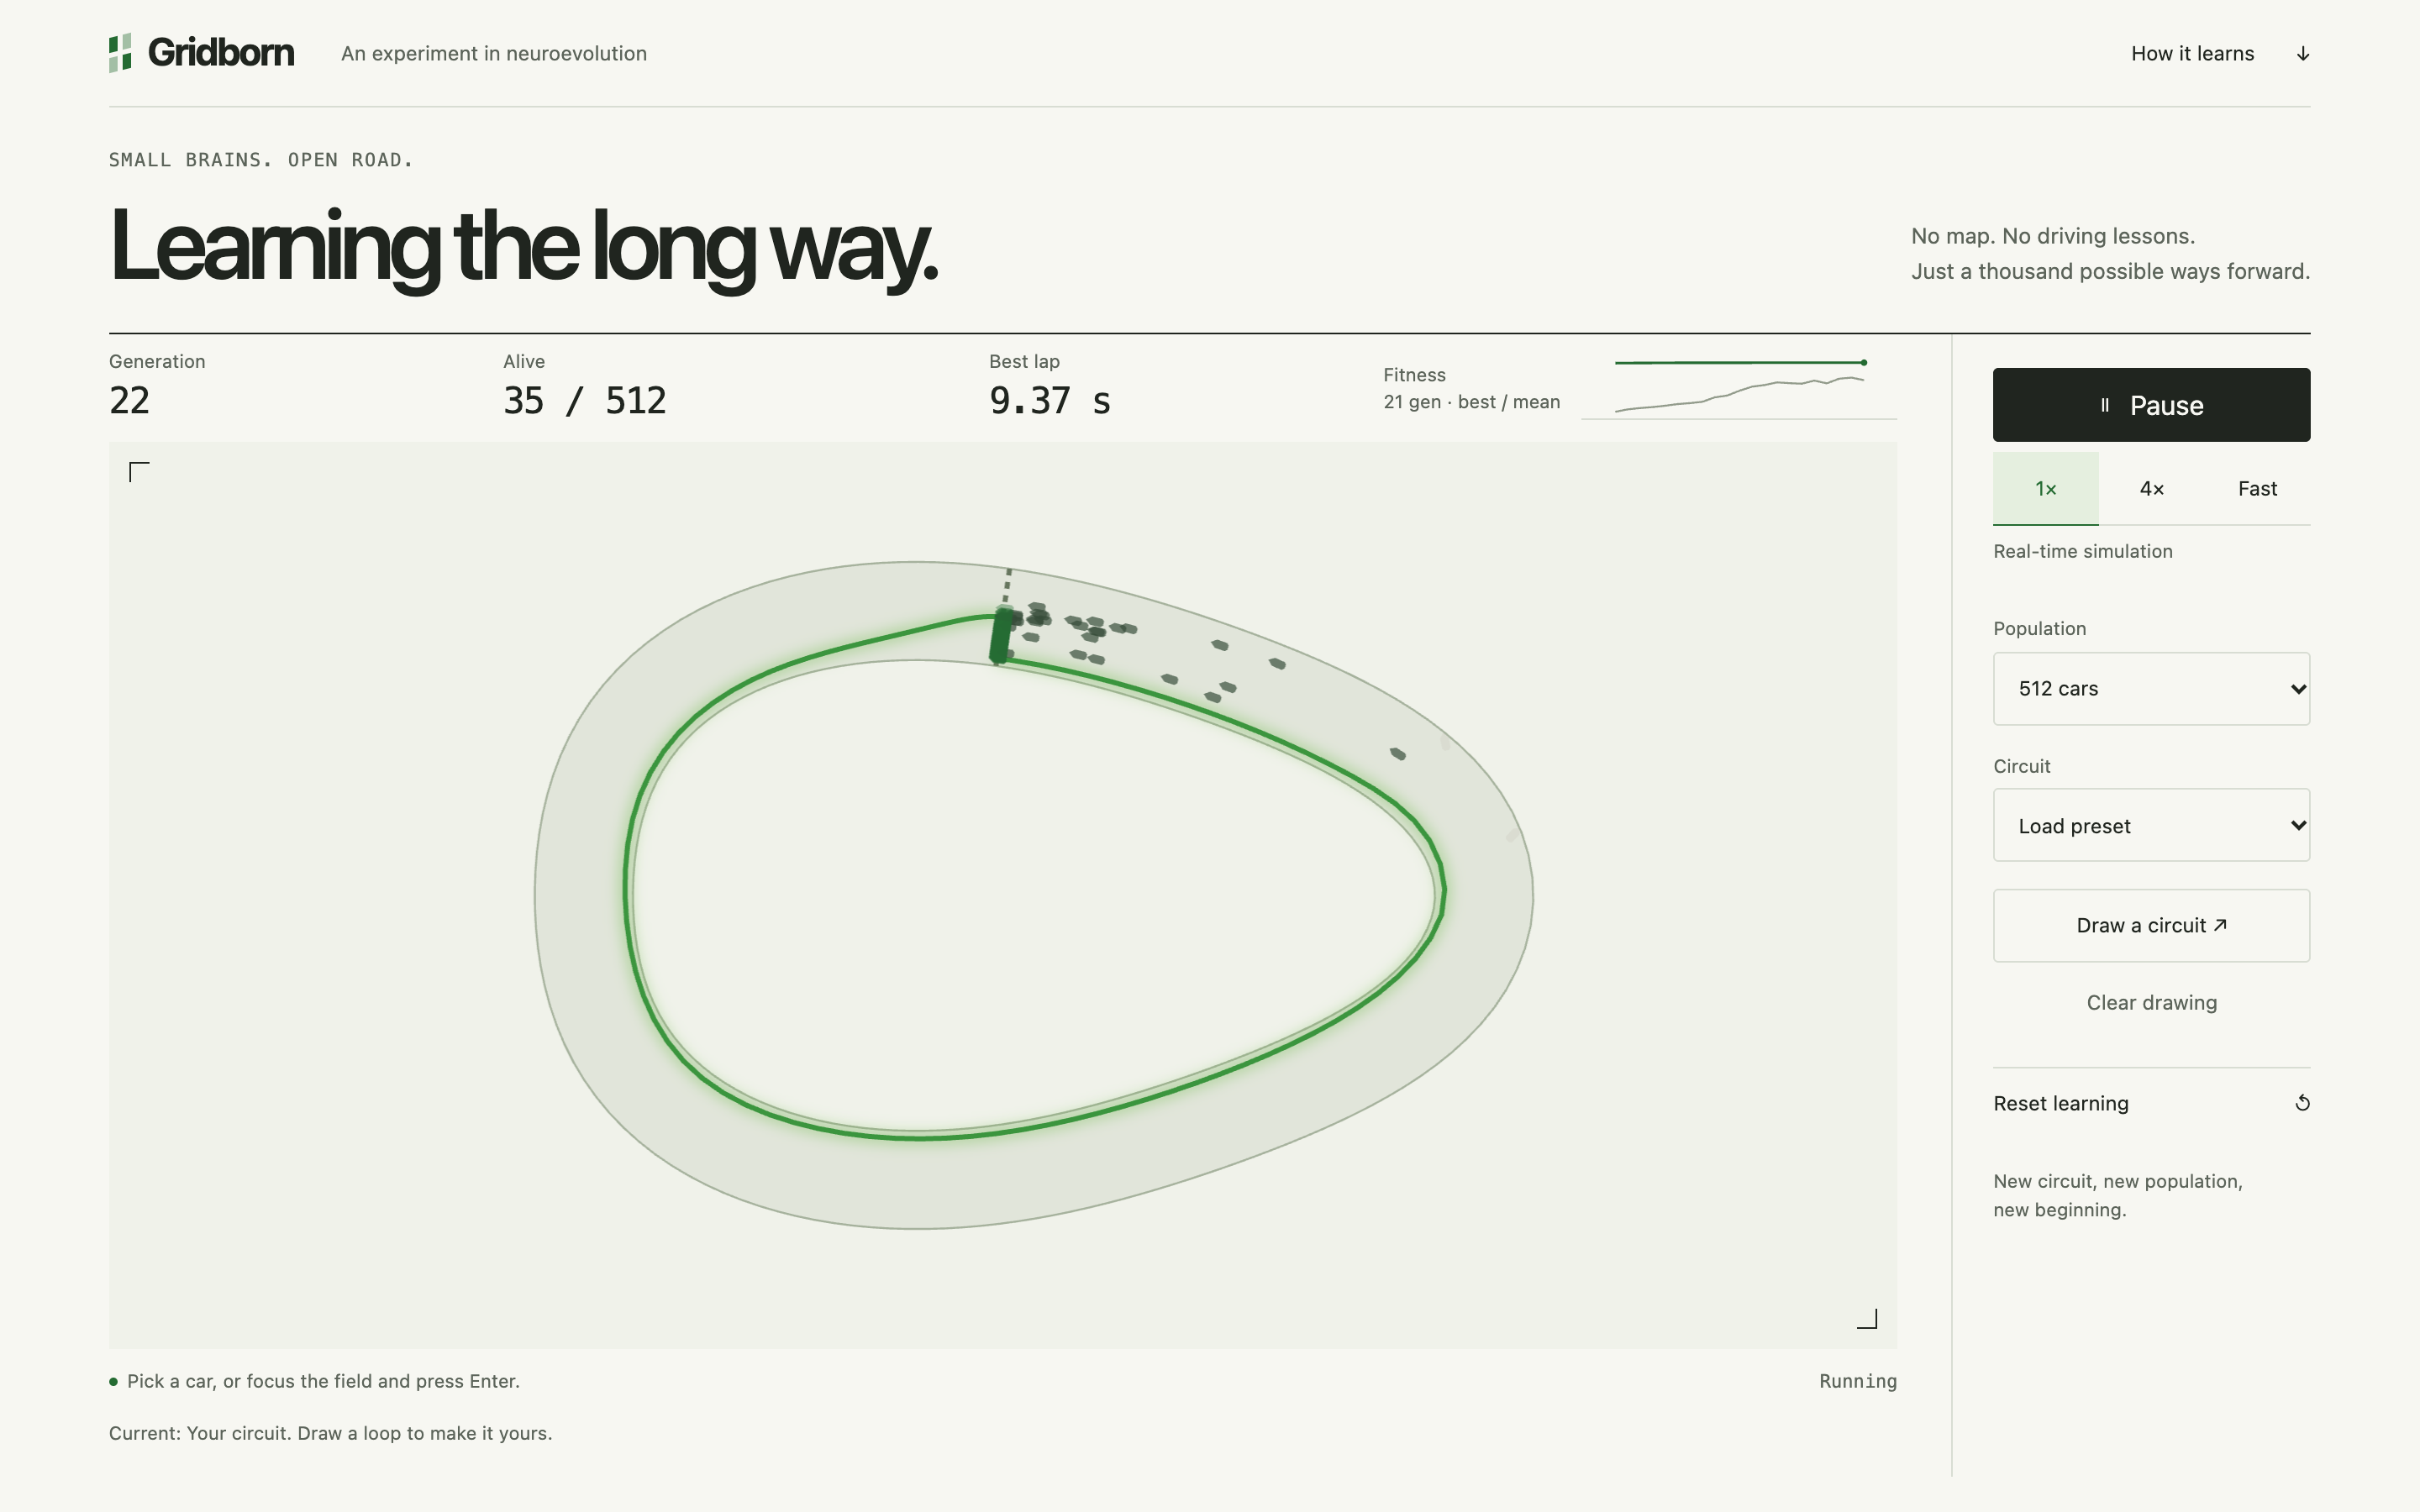 Gridborn
An experiment in neuroevolution
How it learns ↓
SMALL BRAINS. OPEN ROAD.
Learning the long way.
No map. No driving lessons.
Just a thousand possible ways forward.
Generation
22
Alive
35 / 512
Best lap
9.37 s
Fitness
21 gen · best / mean
Pause
1×
4×
Fast
Real-time simulation
Population
512 cars
Circuit
Load preset
Draw a circuit ↗
Clear drawing
Reset learning
New circuit, new population,
new beginning.
Pick a car, or focus the field and press Enter.
Running
Current: Your circuit. Draw a loop to make it yours.